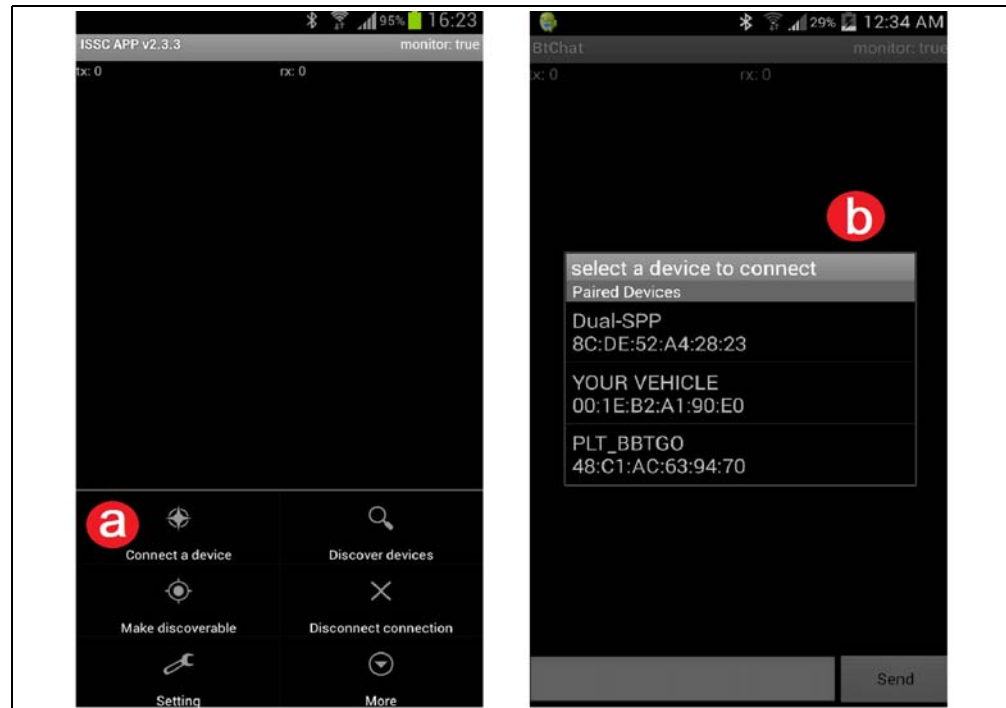 95% 16:23
ISSC APP v2.3.3 monitor: true
tx: 0 rx: 0
a
Connect a device Discover devices
Make discoverable Disconnect connection
Setting More
29% 12:34 AM
BtChat monitor: true
tx: 0 rx: 0
b
select a device to connect
Paired Devices
Dual-SPP
8C:DE:52:A4:28:23
YOUR VEHICLE
00:1E:B2:A1:90:E0
PLT_BBTGO
48:C1:AC:63:94:70
Send